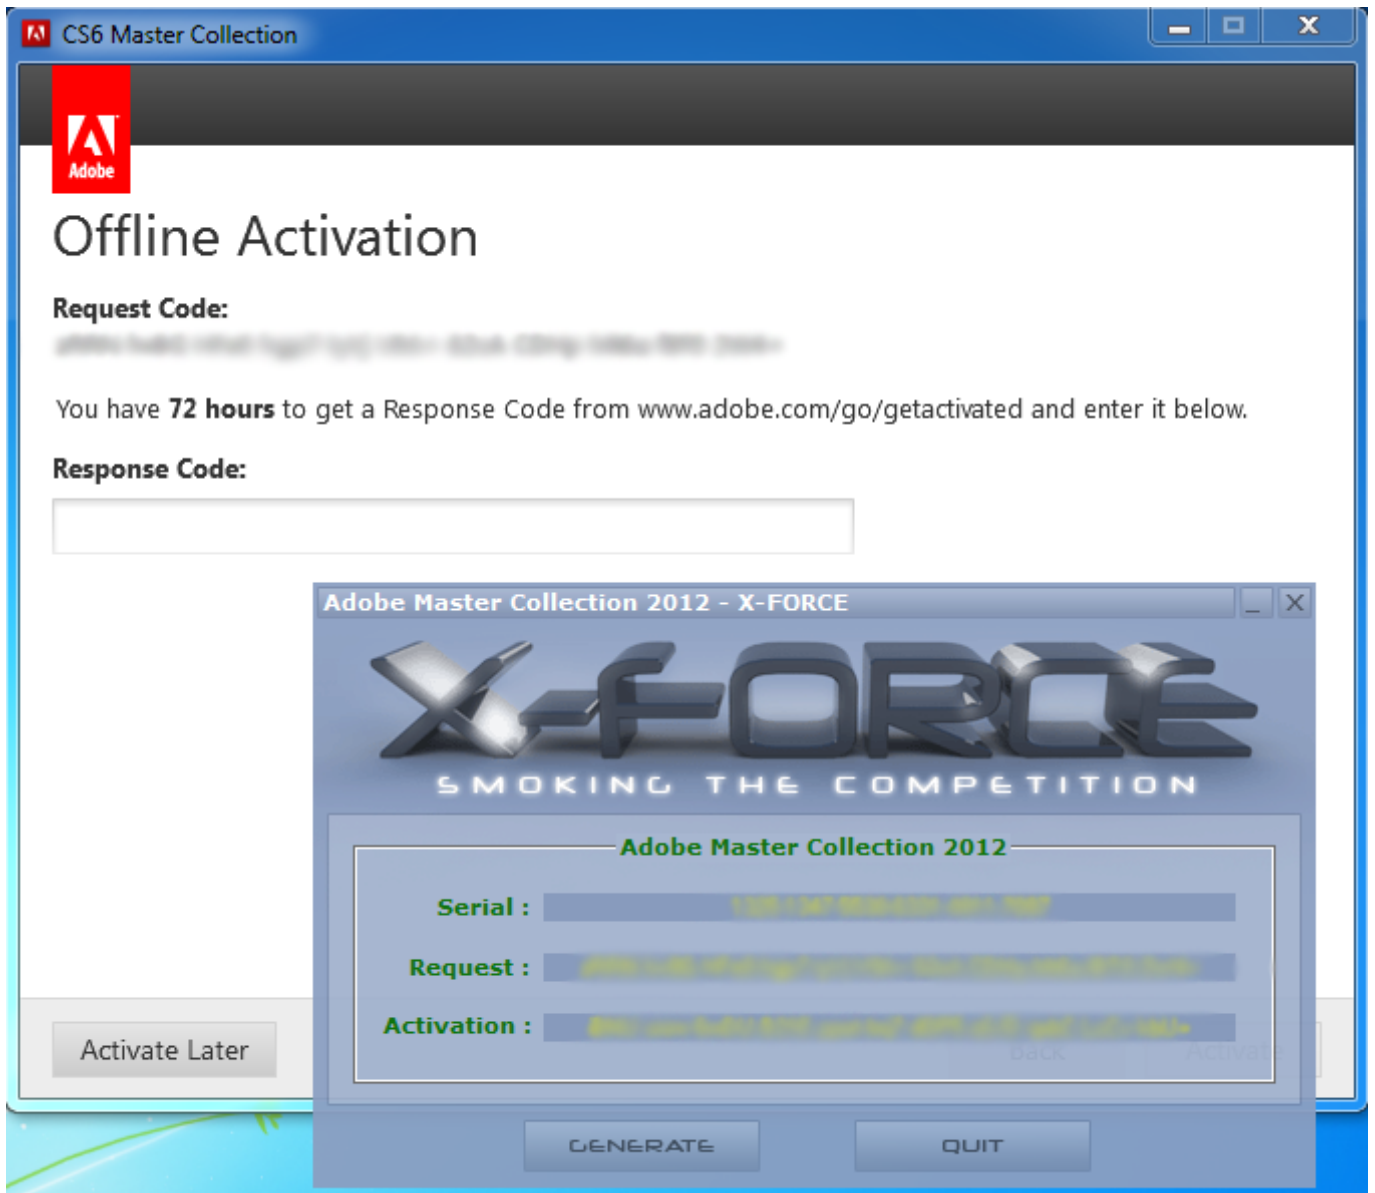 CS6 Master Collection
Adobe
Offline Activation
Request Code:
You have 72 hours to get a Response Code from www.adobe.com/go/getactivated and enter it below.
Response Code:
Adobe Master Collection 2012 - X-FORCE
X-FORCE
SMOKING THE COMPETITION
Adobe Master Collection 2012
Serial :
Request :
Activation :
Activate Later
Back
Activate
GENERATE
QUIT